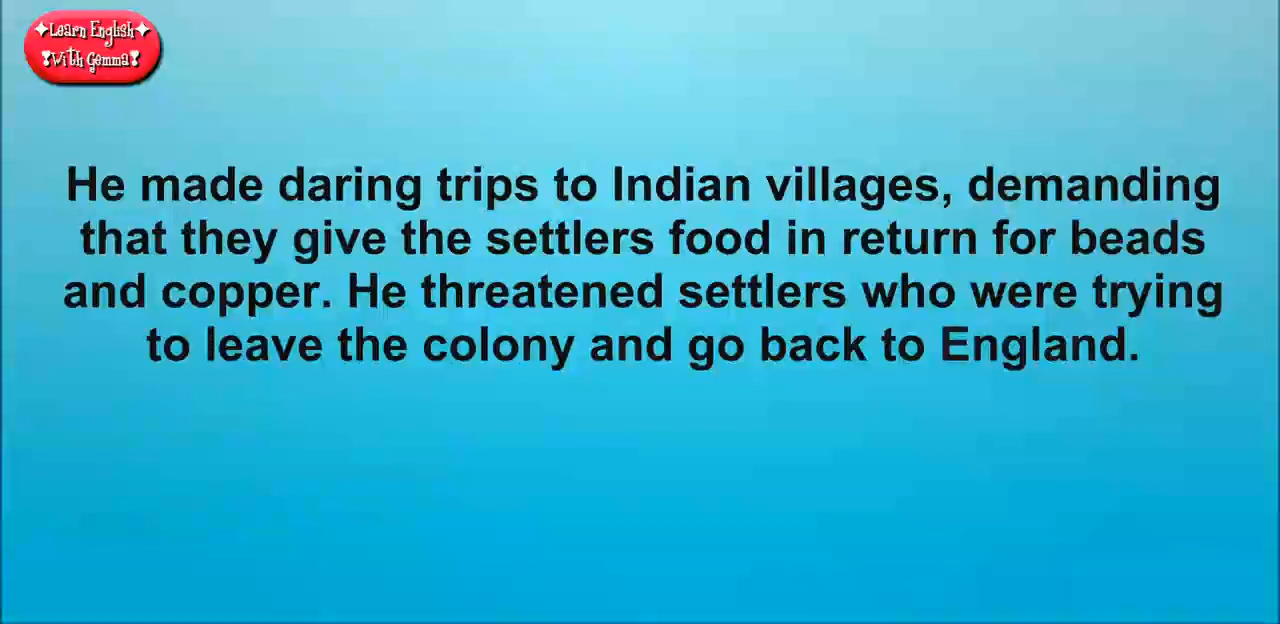 ✦Learn English✦
❣With Gemma❣
He made daring trips to Indian villages, demanding
that they give the settlers food in return for beads
and copper. He threatened settlers who were trying
to leave the colony and go back to England.